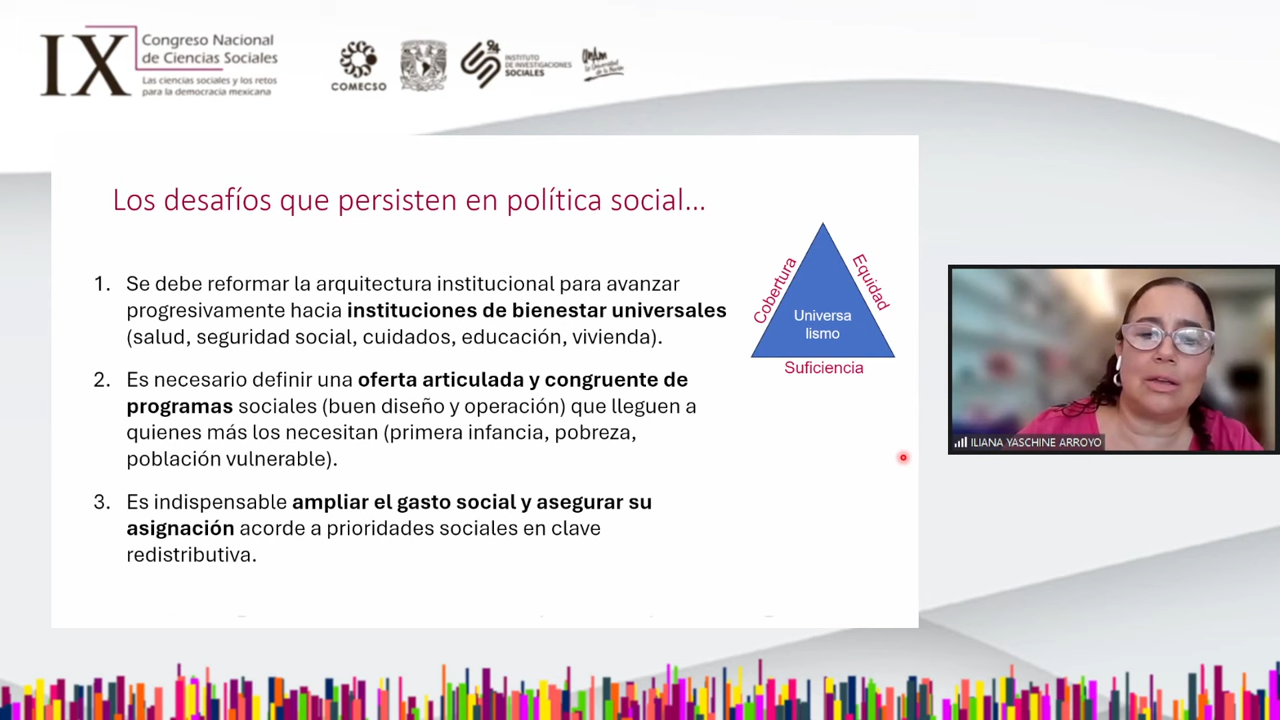 IX
Congreso Nacional
de Ciencias Sociales
Las ciencias sociales y los retos
para la democracia mexicana
COMECSO
94
INSTITUTO
DE INVESTIGACIONES
SOCIALES
Los desafíos que persisten en política social...
1. Se debe reformar la arquitectura institucional para avanzar
progresivamente hacia instituciones de bienestar universales
(salud, seguridad social, cuidados, educación, vivienda).
2. Es necesario definir una oferta articulada y congruente de
programas sociales (buen diseño y operación) que lleguen a
quienes más los necesitan (primera infancia, pobreza,
población vulnerable).
3. Es indispensable ampliar el gasto social y asegurar su
asignación acorde a prioridades sociales en clave
redistributiva.
Cobertura
Equidad
Universa
lismo
Suficiencia
ILIANA YASCHINE ARROYO